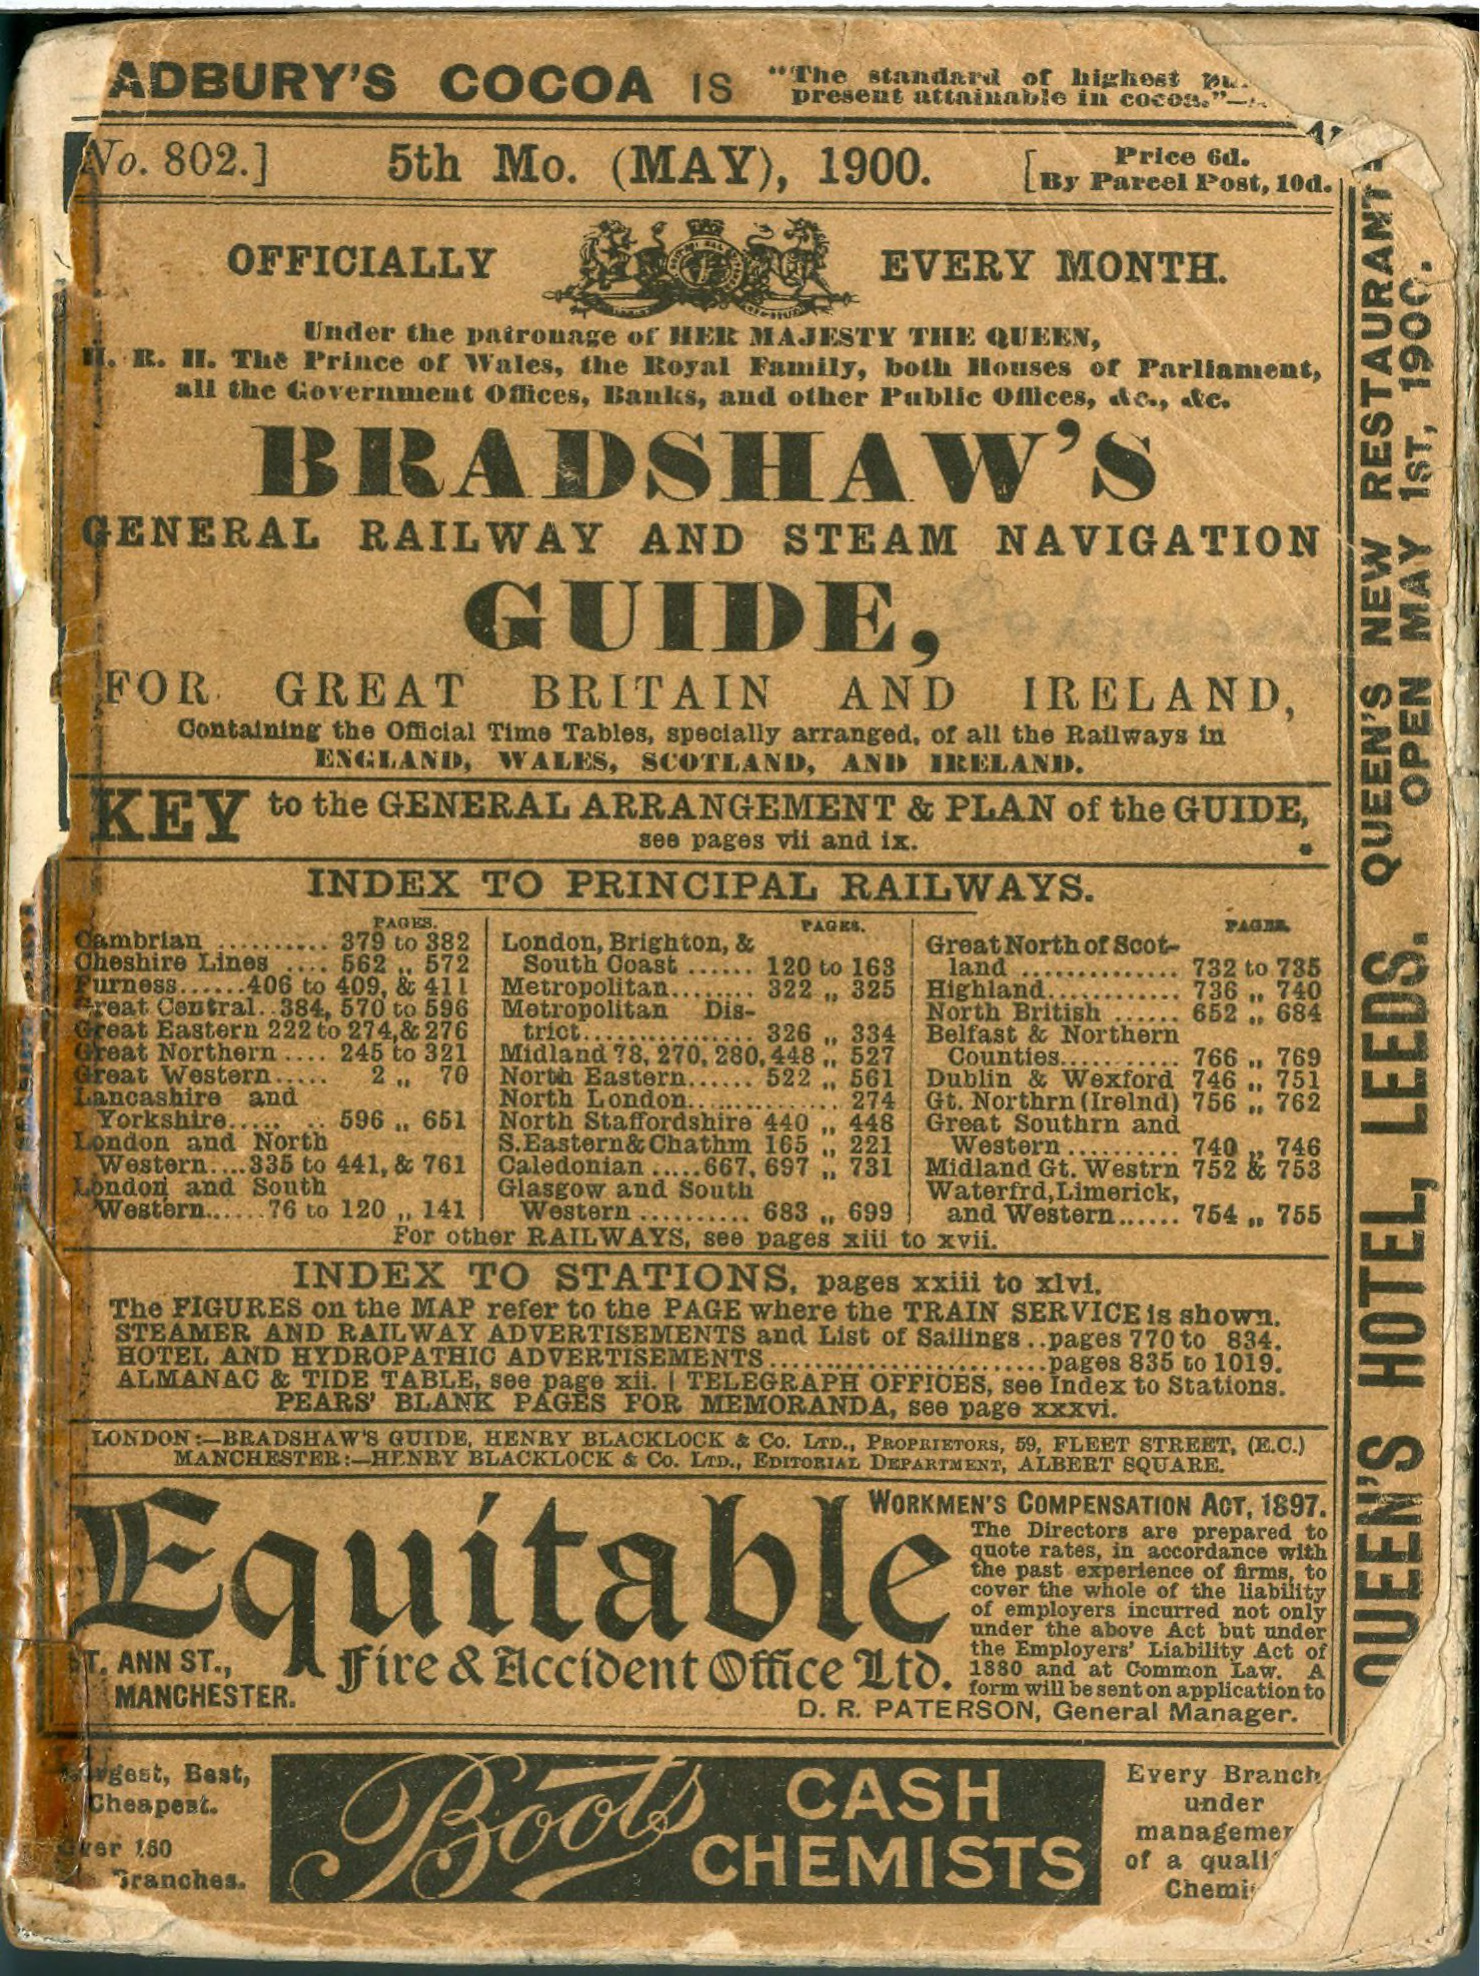 ADBURY'S COCOA IS "The standard of highest
present attainable in cocoa."—
No. 802.] 5th Mo. (MAY), 1900. [Price 6d.
By Parcel Post, 10d.
OFFICIALLY EVERY MONTH.
Under the patronage of HER MAJESTY THE QUEEN,
H. R. H. The Prince of Wales, the Royal Family, both Houses of Parliament,
all the Government Offices, Banks, and other Public Offices, &c., &c.
BRADSHAW'S
GENERAL RAILWAY AND STEAM NAVIGATION
GUIDE,
FOR GREAT BRITAIN AND IRELAND,
Containing the Official Time Tables, specially arranged, of all the Railways in
ENGLAND, WALES, SCOTLAND, AND IRELAND.
KEY to the GENERAL ARRANGEMENT & PLAN of the GUIDE,
see pages vii and ix.
INDEX TO PRINCIPAL RAILWAYS.
PAGES.
Cambrian .......... 379 to 382
Cheshire Lines .... 562 ,, 572
Furness......406 to 409, & 411
Great Central..384, 570 to 596
Great Eastern 222 to 274, & 276
Great Northern .... 245 to 321
Great Western..... 2 ,, 70
Lancashire and
Yorkshire..... .. 596 ,, 651
London and North
Western....335 to 441, & 761
London and South
Western......76 to 120 ,, 141
PAGES.
London, Brighton, &
South Coast ...... 120 to 163
Metropolitan........ 322 ,, 325
Metropolitan Dis-
trict................ 326 ,, 334
Midland 78, 270, 280, 448 ,, 527
North Eastern...... 522 ,, 561
North London.............. 274
North Staffordshire 440 ,, 448
S.Eastern & Chathm 165 ,, 221
Caledonian .....667, 697 ,, 731
Glasgow and South
Western .......... 683 ,, 699
PAGES.
Great North of Scot-
land .............. 732 to 735
Highland............ 736 ,, 740
North British ...... 652 ,, 684
Belfast & Northern
Counties........... 766 ,, 769
Dublin & Wexford 746 ,, 751
Gt. Northrn (Irelnd) 756 ,, 762
Great Southrn and
Western .......... 740 ,, 746
Midland Gt. Westrn 752 & 753
Waterfrd, Limerick,
and Western...... 754 ,, 755
For other RAILWAYS, see pages xiii to xvii.
INDEX TO STATIONS, pages xxiii to xlvi.
The FIGURES on the MAP refer to the PAGE where the TRAIN SERVICE is shown.
STEAMER AND RAILWAY ADVERTISEMENTS and List of Sailings ..pages 770 to 834.
HOTEL AND HYDROPATHIC ADVERTISEMENTS.........................pages 835 to 1019.
ALMANAC & TIDE TABLE, see page xii. | TELEGRAPH OFFICES, see Index to Stations.
PEARS' BLANK PAGES FOR MEMORANDA, see page xxxvi.
LONDON:—BRADSHAW'S GUIDE, HENRY BLACKLOCK & Co. LTD., PROPRIETORS, 59, FLEET STREET, (E.C.)
MANCHESTER:—HENRY BLACKLOCK & Co. LTD., EDITORIAL DEPARTMENT, ALBERT SQUARE.
Equitable
T. ANN ST.,
MANCHESTER.
Fire & Accident Office Ltd.
WORKMEN'S COMPENSATION ACT, 1897.
The Directors are prepared to
quote rates, in accordance with
the past experience of firms, to
cover the whole of the liability
of employers incurred not only
under the above Act but under
the Employers' Liability Act of
1880 and at Common Law. A
form will be sent on application to
D. R. PATERSON, General Manager.
rgest, Best,
Cheapest.
ver 150
Branches.
Boots CASH
CHEMISTS
Every Branch
under
managemen
of a quali
Chemi
QUEEN'S HOTEL, LEEDS. QUEEN'S NEW RESTAURANT
OPEN MAY 1ST, 1900.